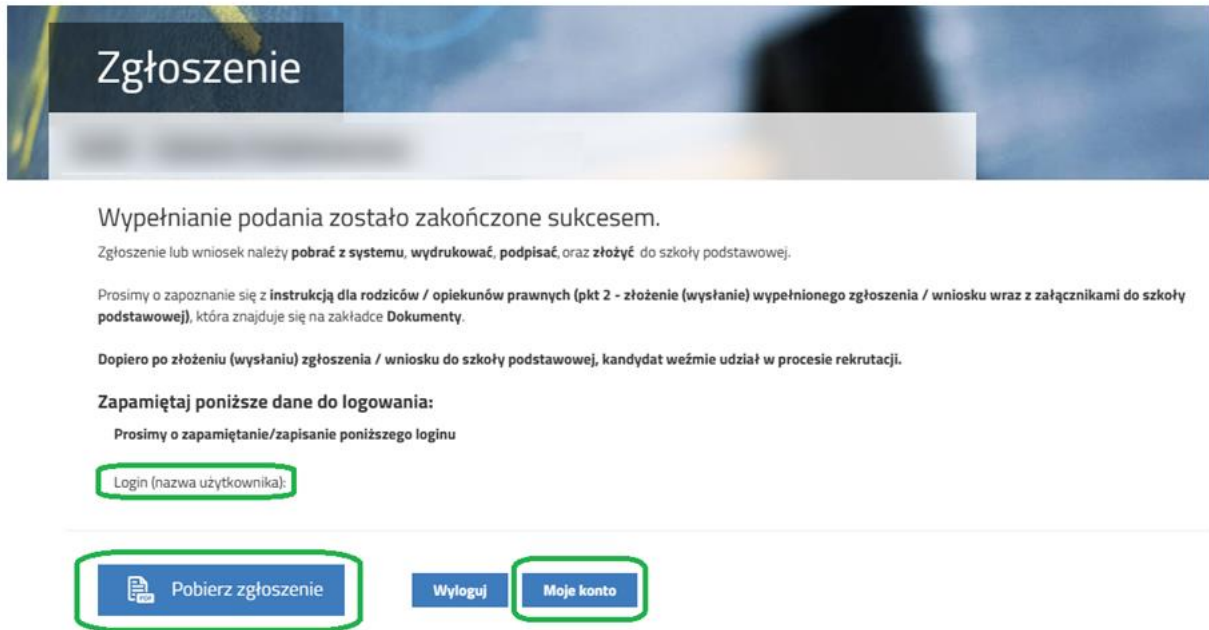 Zgłoszenie
Wypełnianie podania zostało zakończone sukcesem.
Zgłoszenie lub wniosek należy pobrać z systemu, wydrukować, podpisać, oraz złożyć do szkoły podstawowej.
Prosimy o zapoznanie się z instrukcją dla rodziców / opiekunów prawnych (pkt 2 - złożenie (wysłanie) wypełnionego zgłoszenia / wniosku wraz z załącznikami do szkoły
podstawowej), która znajduje się na zakładce Dokumenty.
Dopiero po złożeniu (wysłaniu) zgłoszenia / wniosku do szkoły podstawowej, kandydat weźmie udział w procesie rekrutacji.
Zapamiętaj poniższe dane do logowania:
Prosimy o zapamiętanie/zapisanie poniższego loginu
Login (nazwa użytkownika):
PDF Pobierz zgłoszenie Wyloguj Moje konto